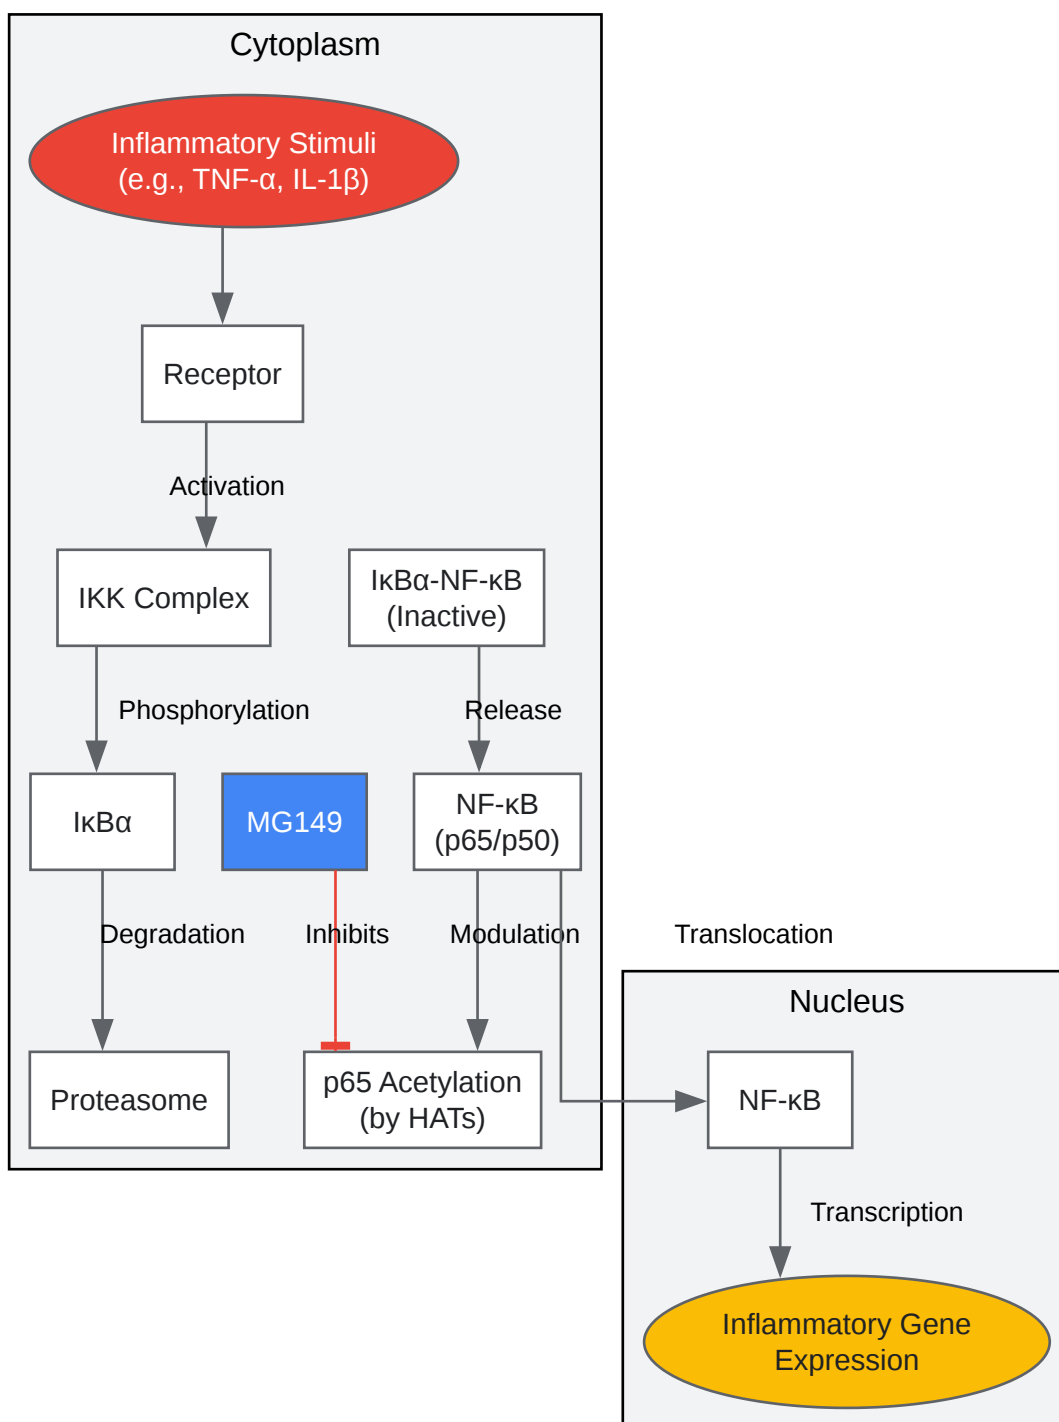 Cytoplasm
Inflammatory Stimuli
(e.g., TNF-α, IL-1β)
Receptor
Activation
IKK Complex
IκBα-NF-κB
(Inactive)
Phosphorylation
Release
IκBα
MG149
NF-κB
(p65/p50)
Degradation
Inhibits
Modulation
Translocation
Nucleus
Proteasome
p65 Acetylation
(by HATs)
NF-κB
Transcription
Inflammatory Gene
Expression